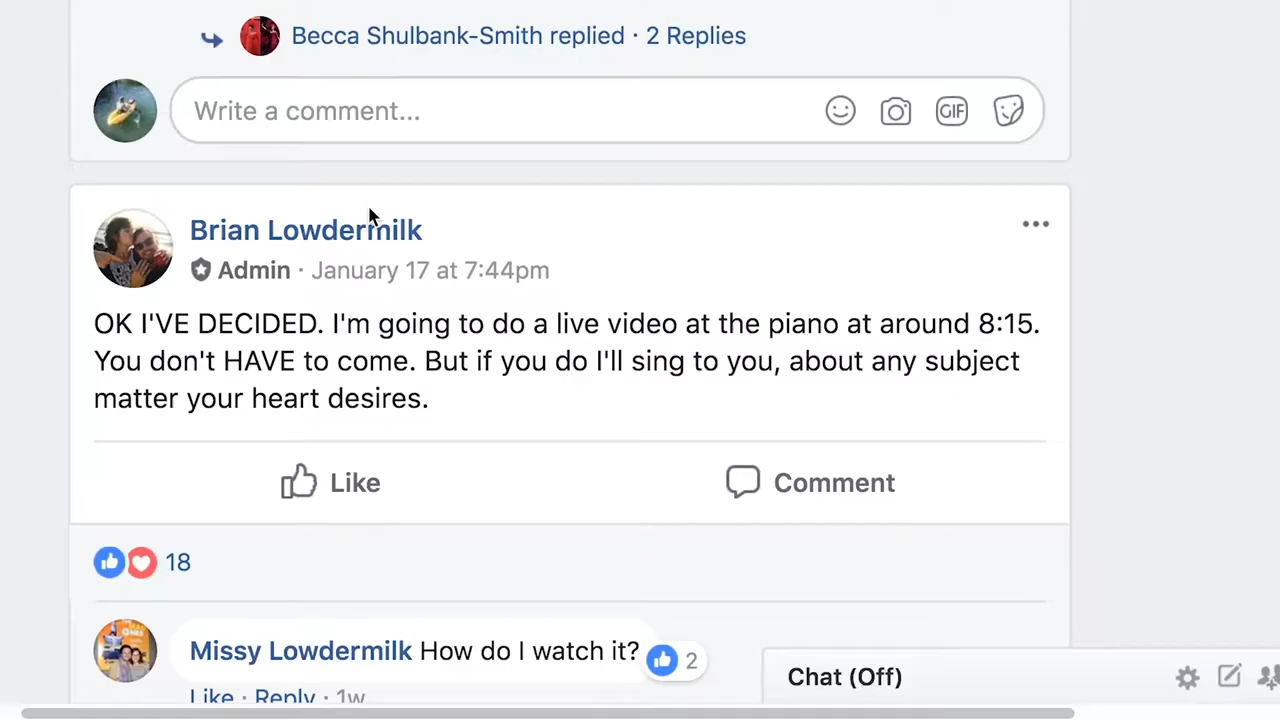 Becca Shulbank-Smith replied · 2 Replies
Write a comment...
GIF
Brian Lowdermilk
Admin · January 17 at 7:44pm
OK I'VE DECIDED. I'm going to do a live video at the piano at around 8:15.
You don't HAVE to come. But if you do I'll sing to you, about any subject
matter your heart desires.
Like
Comment
18
Missy Lowdermilk How do I watch it?
2
Like · Reply · 1w
Chat (Off)